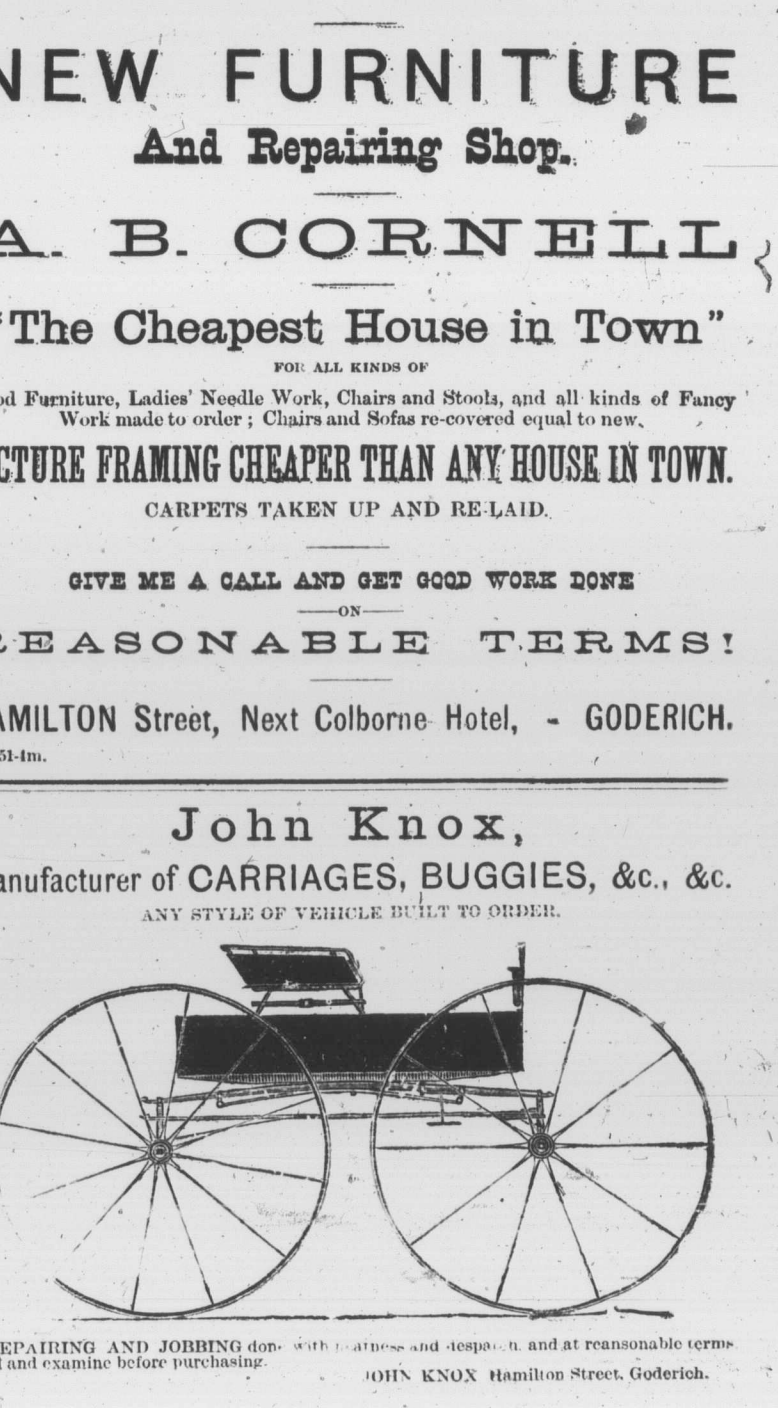 NEW FURNITURE
And Repairing Shop.
A. B. CORNELL
"The Cheapest House in Town"
FOR ALL KINDS OF
Furniture, Ladies' Needle Work, Chairs and Stools, and all kinds of Fancy
Work made to order ; Chairs and Sofas re-covered equal to new.
CTURE FRAMING CHEAPER THAN ANY HOUSE IN TOWN.
CARPETS TAKEN UP AND RE-LAID.
GIVE ME A CALL AND GET GOOD WORK DONE
ON
REASONABLE TERMS!
AMILTON Street, Next Colborne Hotel, - GODERICH.
51-4m.
John Knox,
anufacturer of CARRIAGES, BUGGIES, &c., &c.
ANY STYLE OF VEHICLE BUILT TO ORDER.
EPAIRING AND JOBBING don with and and at reansonable terms
and examine before purchasing.
JOHN KNOX Hamilton Street, Goderich.